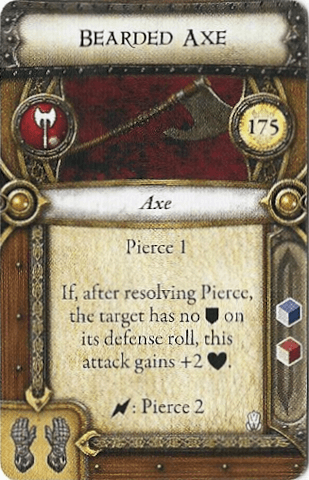 BEARDED AXE
175
Axe
Pierce 1
If, after resolving Pierce,
the target has no on
its defense roll, this
attack gains +2 .
: Pierce 2